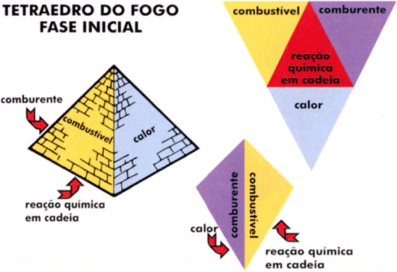 TETRAEDRO DO FOGO
FASE INICIAL
comburente
combustível
calor
reação química
em cadeia
combustível
comburente
reação
química
em cadeia
calor
calor
comburente
combustível
reação química
em cadeia